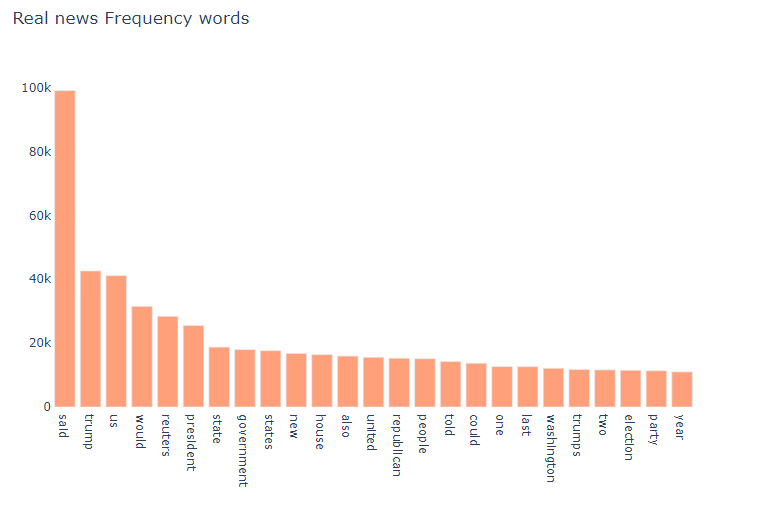 Real news Frequency words
100k
80k
60k
40k
20k
0
said
trump
us
would
reuters
president
state
government
states
new
house
also
united
republican
people
told
could
one
last
washington
trumps
two
election
party
year